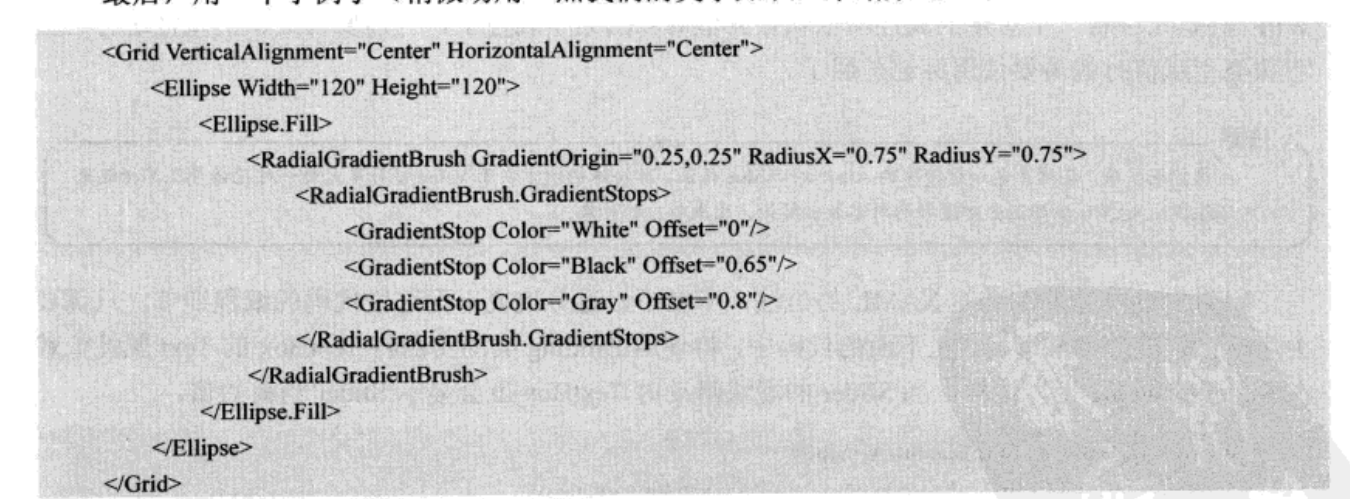 <Grid VerticalAlignment="Center" HorizontalAlignment="Center">
<Ellipse Width="120" Height="120">
<Ellipse.Fill>
<RadialGradientBrush GradientOrigin="0.25,0.25" RadiusX="0.75" RadiusY="0.75">
<RadialGradientBrush.GradientStops>
<GradientStop Color="White" Offset="0"/>
<GradientStop Color="Black" Offset="0.65"/>
<GradientStop Color="Gray" Offset="0.8"/>
</RadialGradientBrush.GradientStops>
</RadialGradientBrush>
</Ellipse.Fill>
</Ellipse>
</Grid>